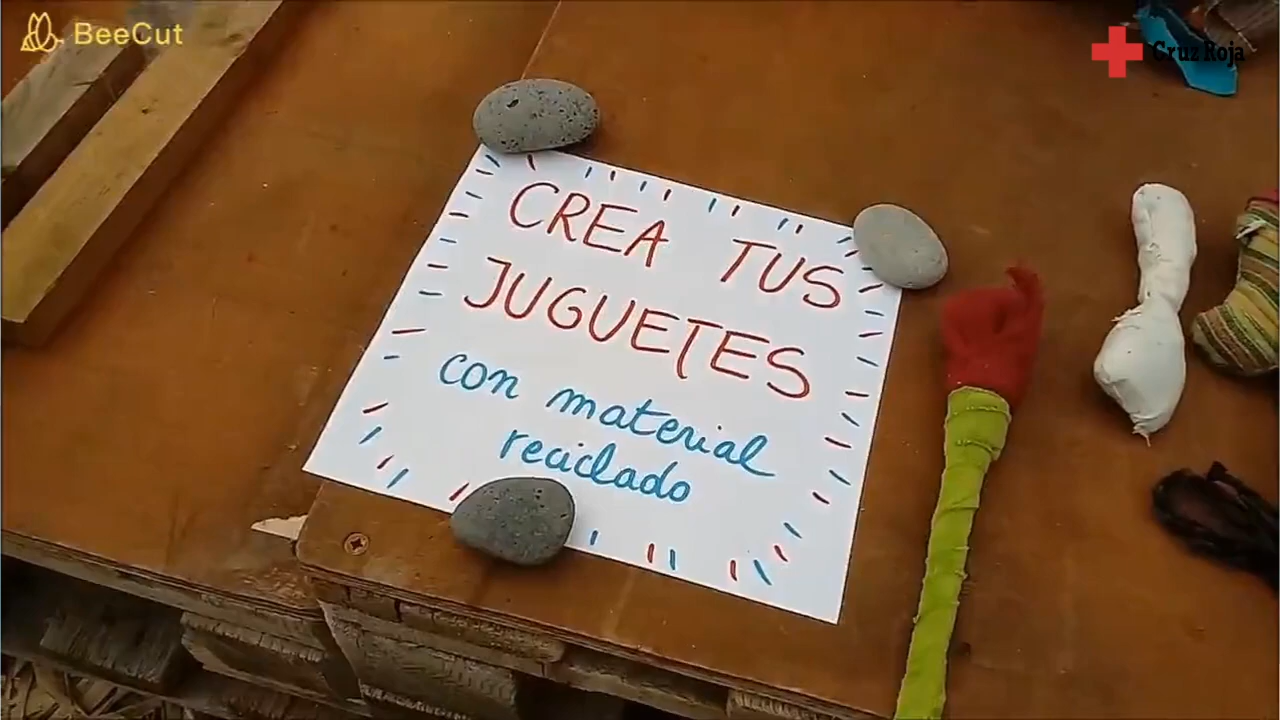 BeeCut
Cruz Roja
CREA TUS
JUGUETES
con material
reciclado